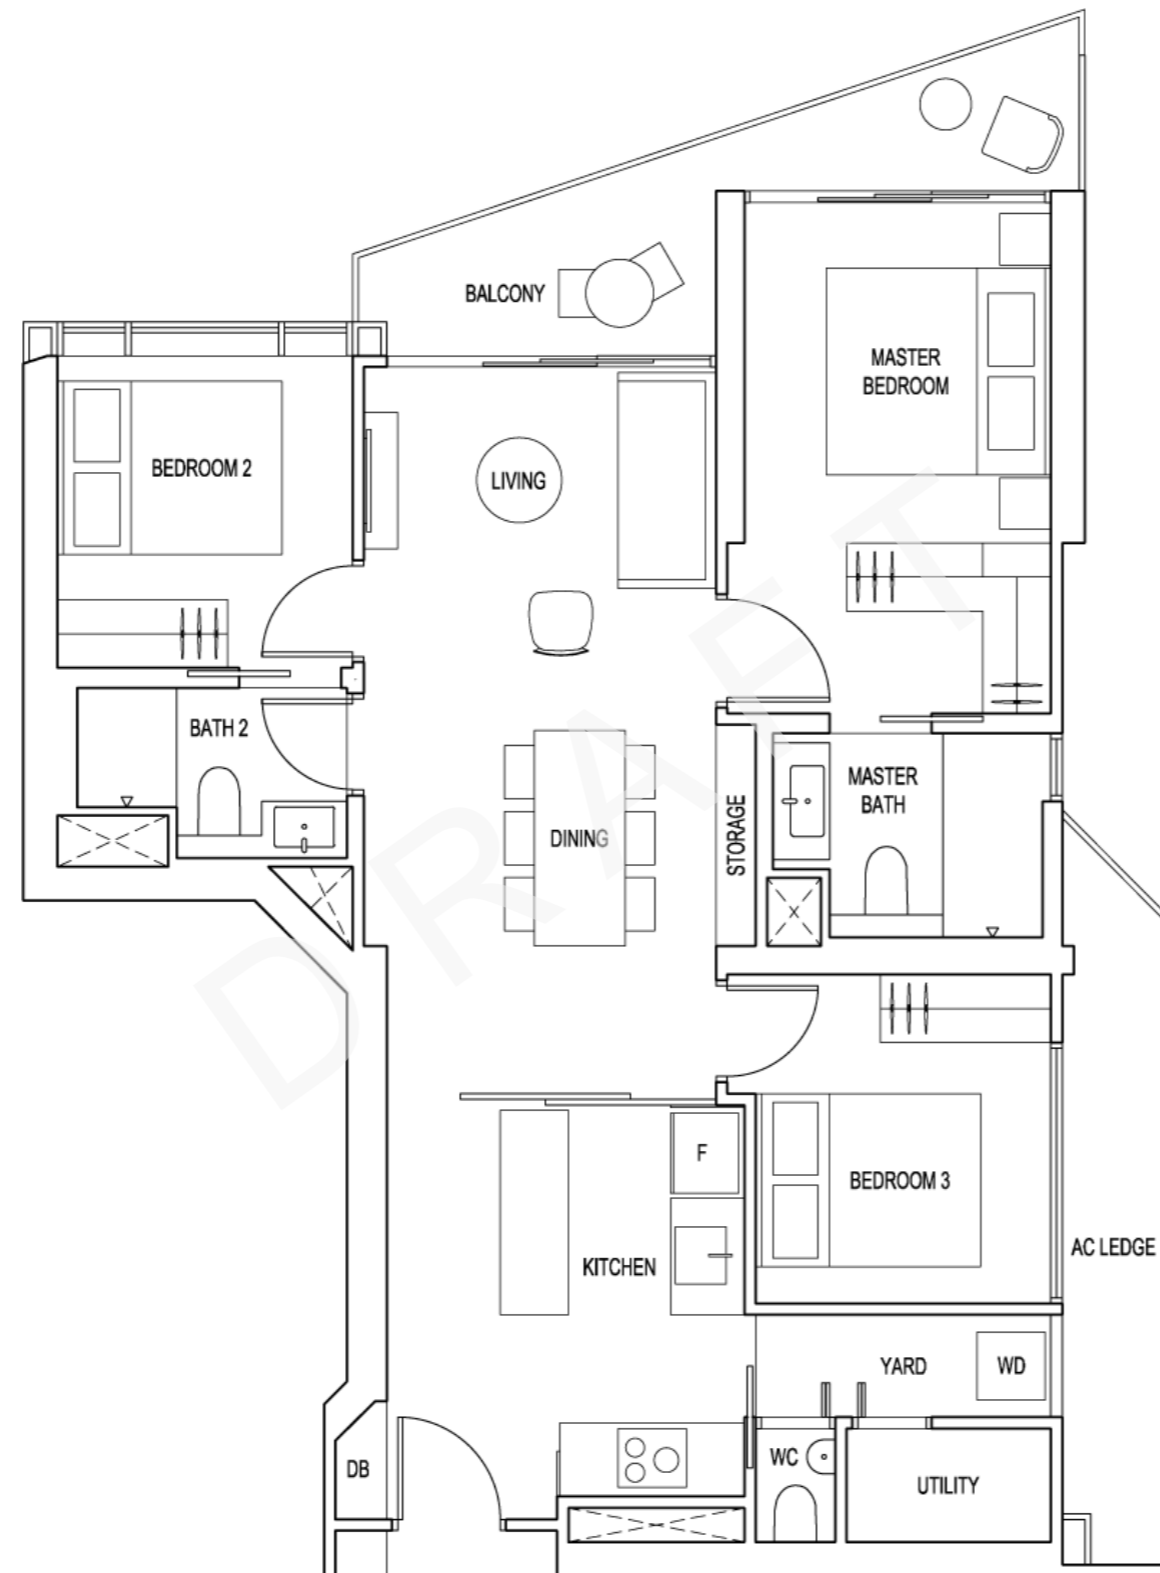 BALCONY
MASTER
BEDROOM
BEDROOM 2
LIVING
BATH 2
MASTER
BATH
STORAGE
DINING
DRAFT
F
BEDROOM 3
KITCHEN
AC LEDGE
YARD
WD
DB
WC
UTILITY